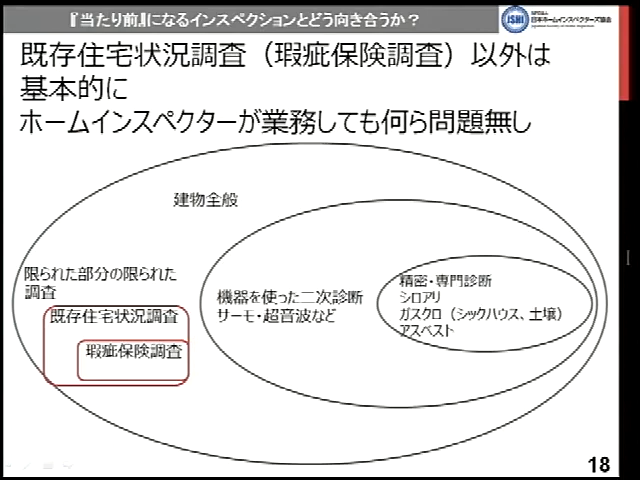 『当たり前』になるインスペクションとどう向き合うか？
JSHI
日本ホームインスペクターズ協会
既存住宅状況調査（瑕疵保険調査）以外は
基本的に
ホームインスペクターが業務しても何ら問題無し
建物全般
限られた部分の限られた
調査
既存住宅状況調査
瑕疵保険調査
機器を使った二次診断
サーモ・超音波など
精密・専門診断
シロアリ
ガスクロ（シックハウス、土壌）
アスベスト
18